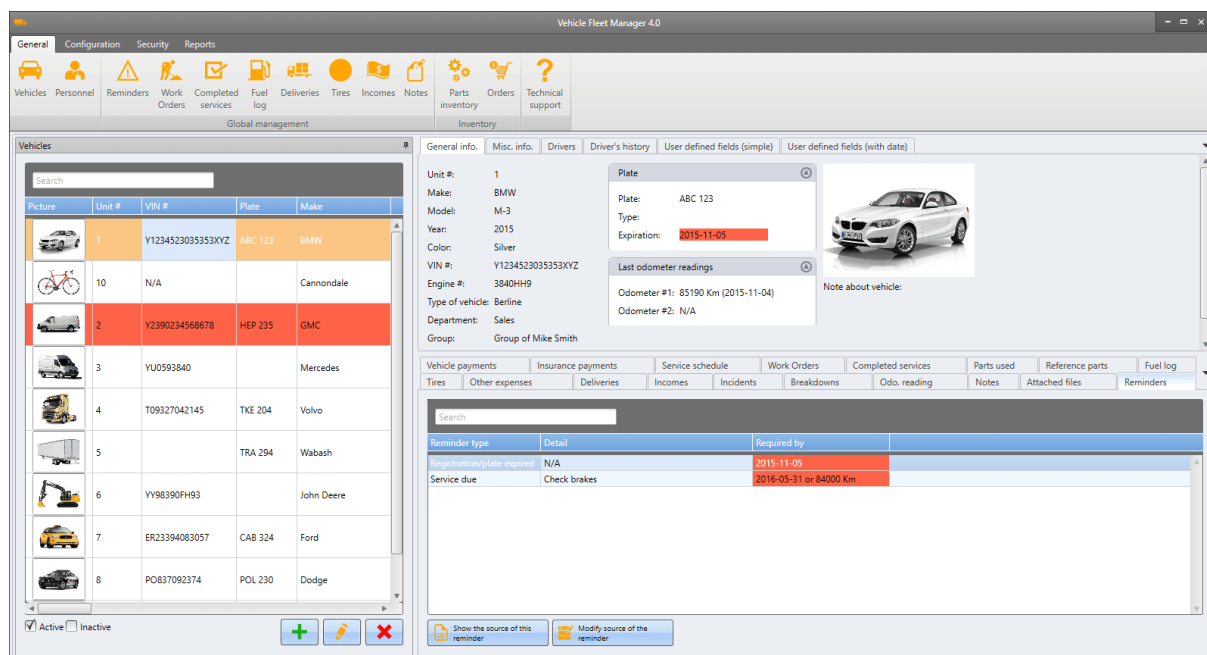 Vehicle Fleet Manager 4.0
General Configuration Security Reports
Vehicles Personnel Reminders Work Orders Completed services Fuel log Deliveries Tires Incomes Notes Parts inventory Orders Technical support
Global management Inventory
Vehicles
Search
Picture Unit # VIN # Plate Make
1 Y1234523035353XYZ ABC 123 BMW
10 N/A Cannondale
2 Y2390234568678 HEP 235 GMC
3 YU0593840 Mercedes
4 T09327042145 TKE 204 Volvo
5 TRA 294 Wabash
6 YY98390FH93 John Deere
7 ER23394083057 CAB 324 Ford
8 PO837092374 POL 230 Dodge
Active Inactive
General info. Misc. info. Drivers Driver's history User defined fields (simple) User defined fields (with date)
Unit #: 1
Make: BMW
Model: M-3
Year: 2015
Color: Silver
VIN #: Y1234523035353XYZ
Engine #: 3840HH9
Type of vehicle: Berline
Department: Sales
Group: Group of Mike Smith
Plate
Plate: ABC 123
Type:
Expiration: 2015-11-05
Last odometer readings
Odometer #1: 85190 Km (2015-11-04)
Odometer #2: N/A
Note about vehicle:
Vehicle payments Insurance payments Service schedule Work Orders Completed services Parts used Reference parts Fuel log
Tires Other expenses Deliveries Incomes Incidents Breakdowns Odo. reading Notes Attached files Reminders
Search
Reminder type Detail Required by
Registration/plate expired N/A 2015-11-05
Service due Check brakes 2016-05-31 or 84000 Km
Show the source of this reminder
Modify source of the reminder